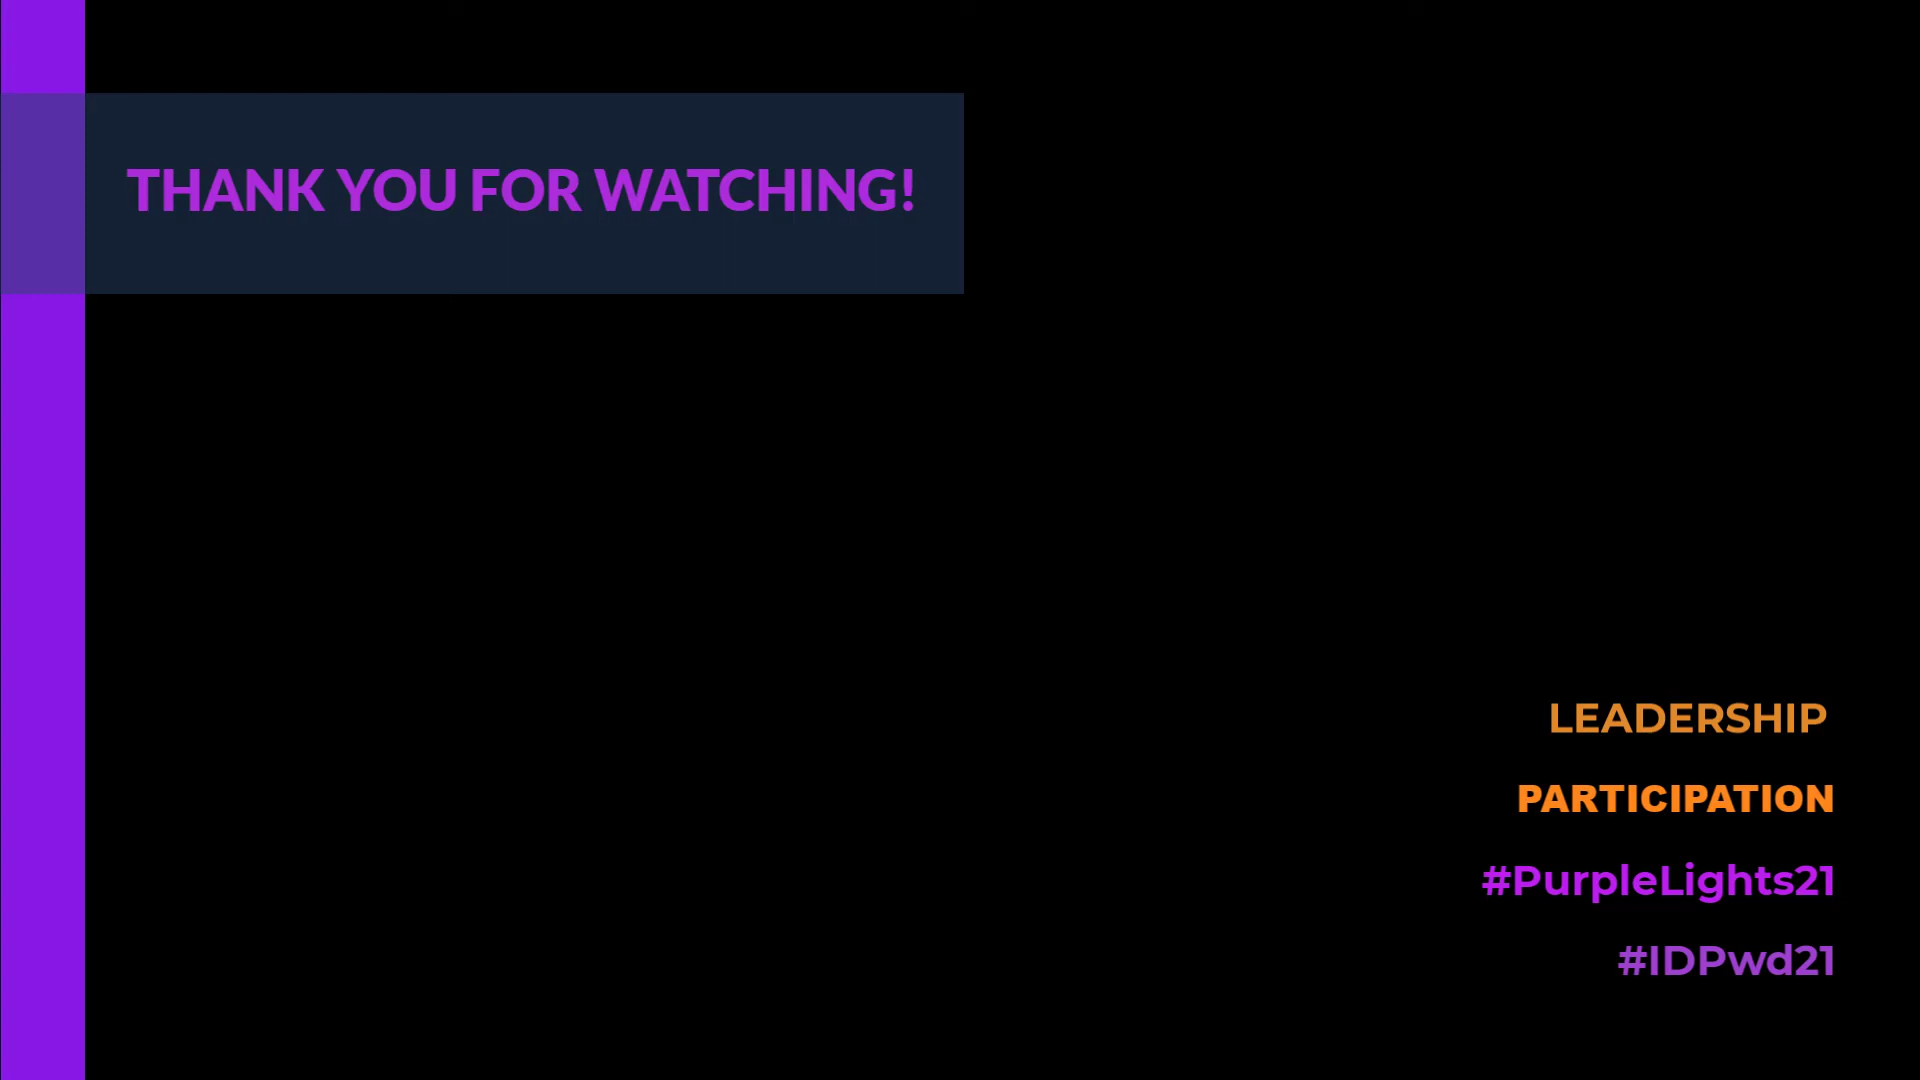 THANK YOU FOR WATCHING!
LEADERSHIP
PARTICIPATION
#PurpleLights21
#IDPwd21